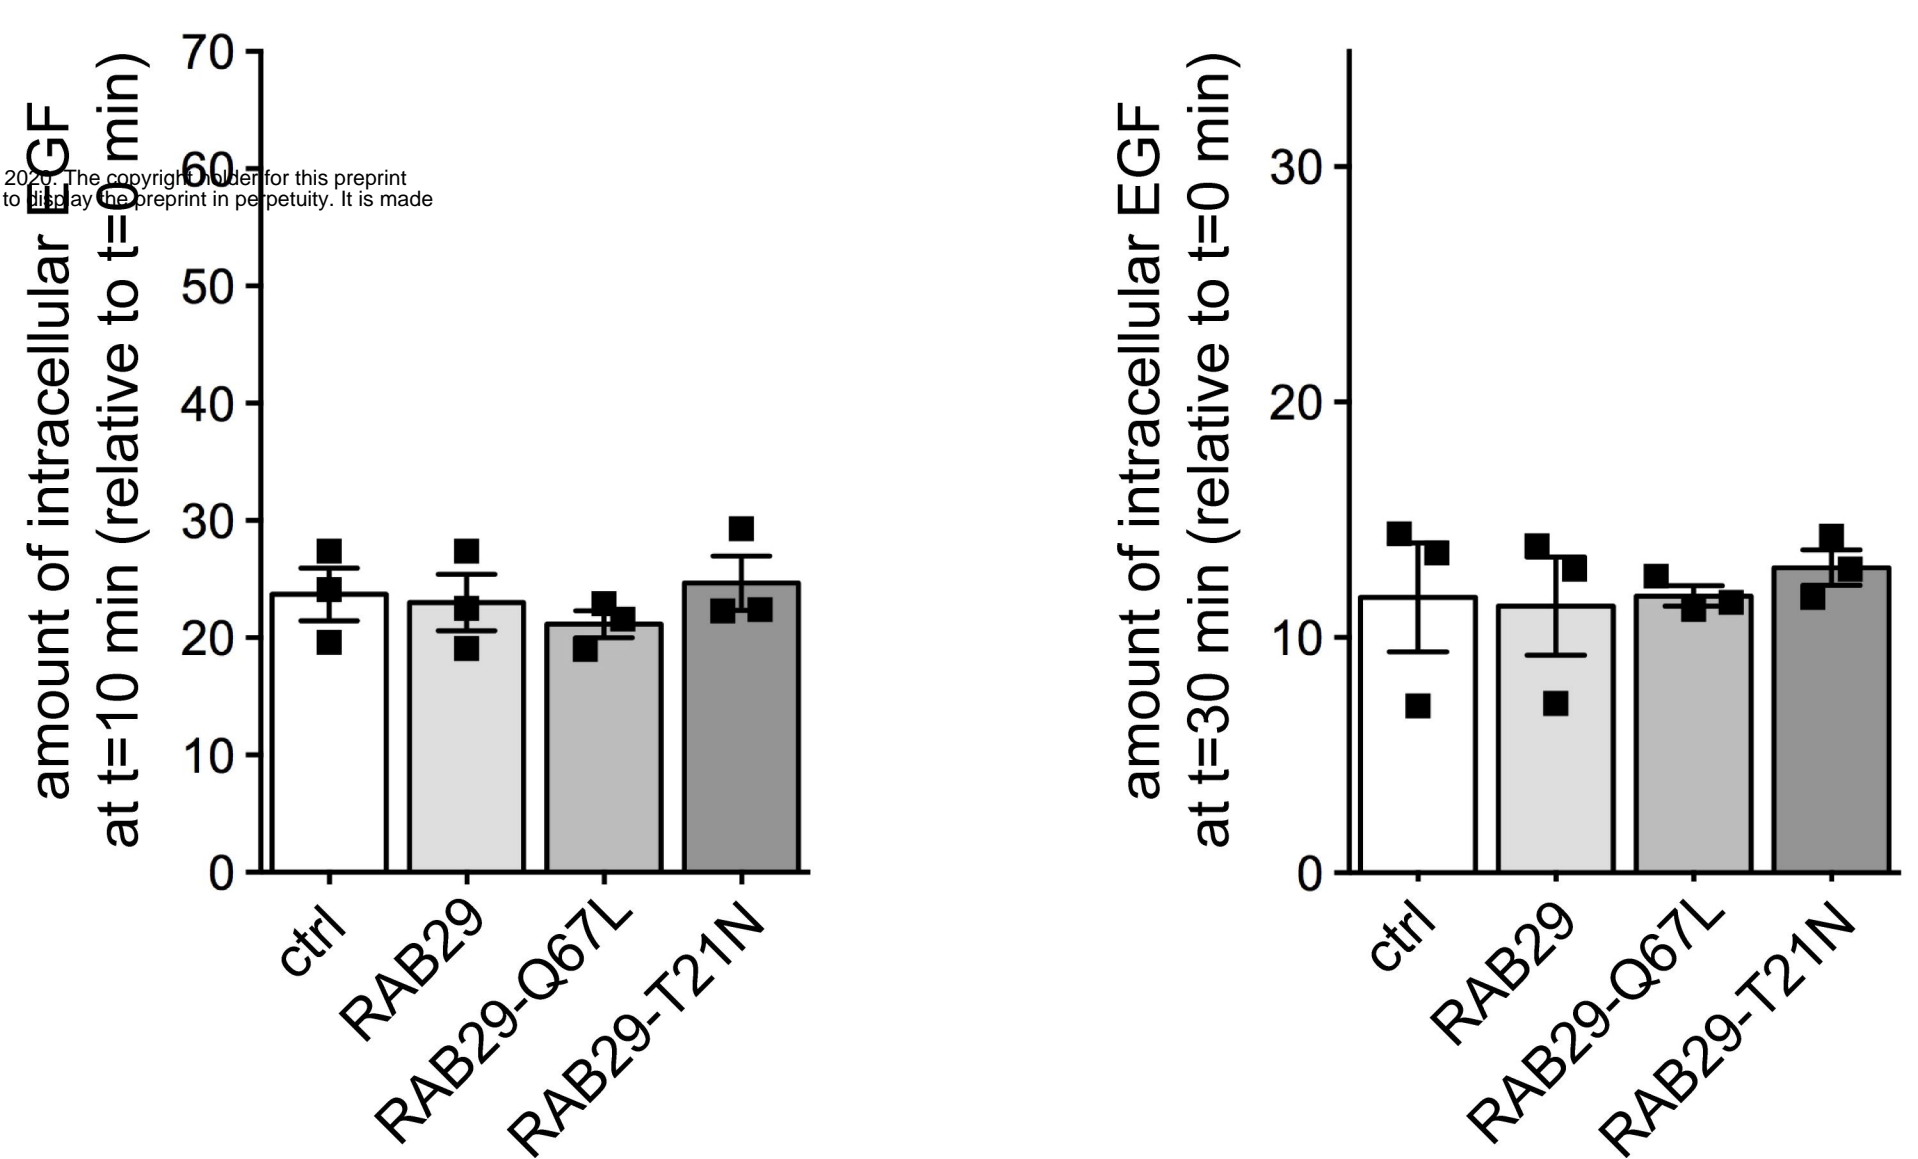 amount of intracellular EGF
at t=10 min (relative to t=0 min)
70
60
50
40
30
20
10
0
2020. The copyright holder for this preprint
to display the preprint in perpetuity. It is made
ctrl
RAB29
RAB29-Q67L
RAB29-T21N
amount of intracellular EGF
at t=30 min (relative to t=0 min)
30
20
10
0
ctrl
RAB29
RAB29-Q67L
RAB29-T21N